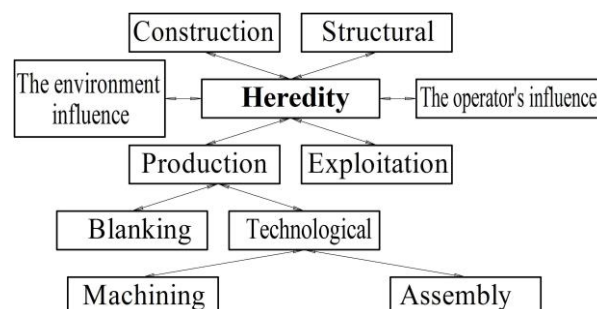 Construction
Structural
The environment
influence
Heredity
The operator's influence
Production
Exploitation
Blanking
Technological
Machining
Assembly